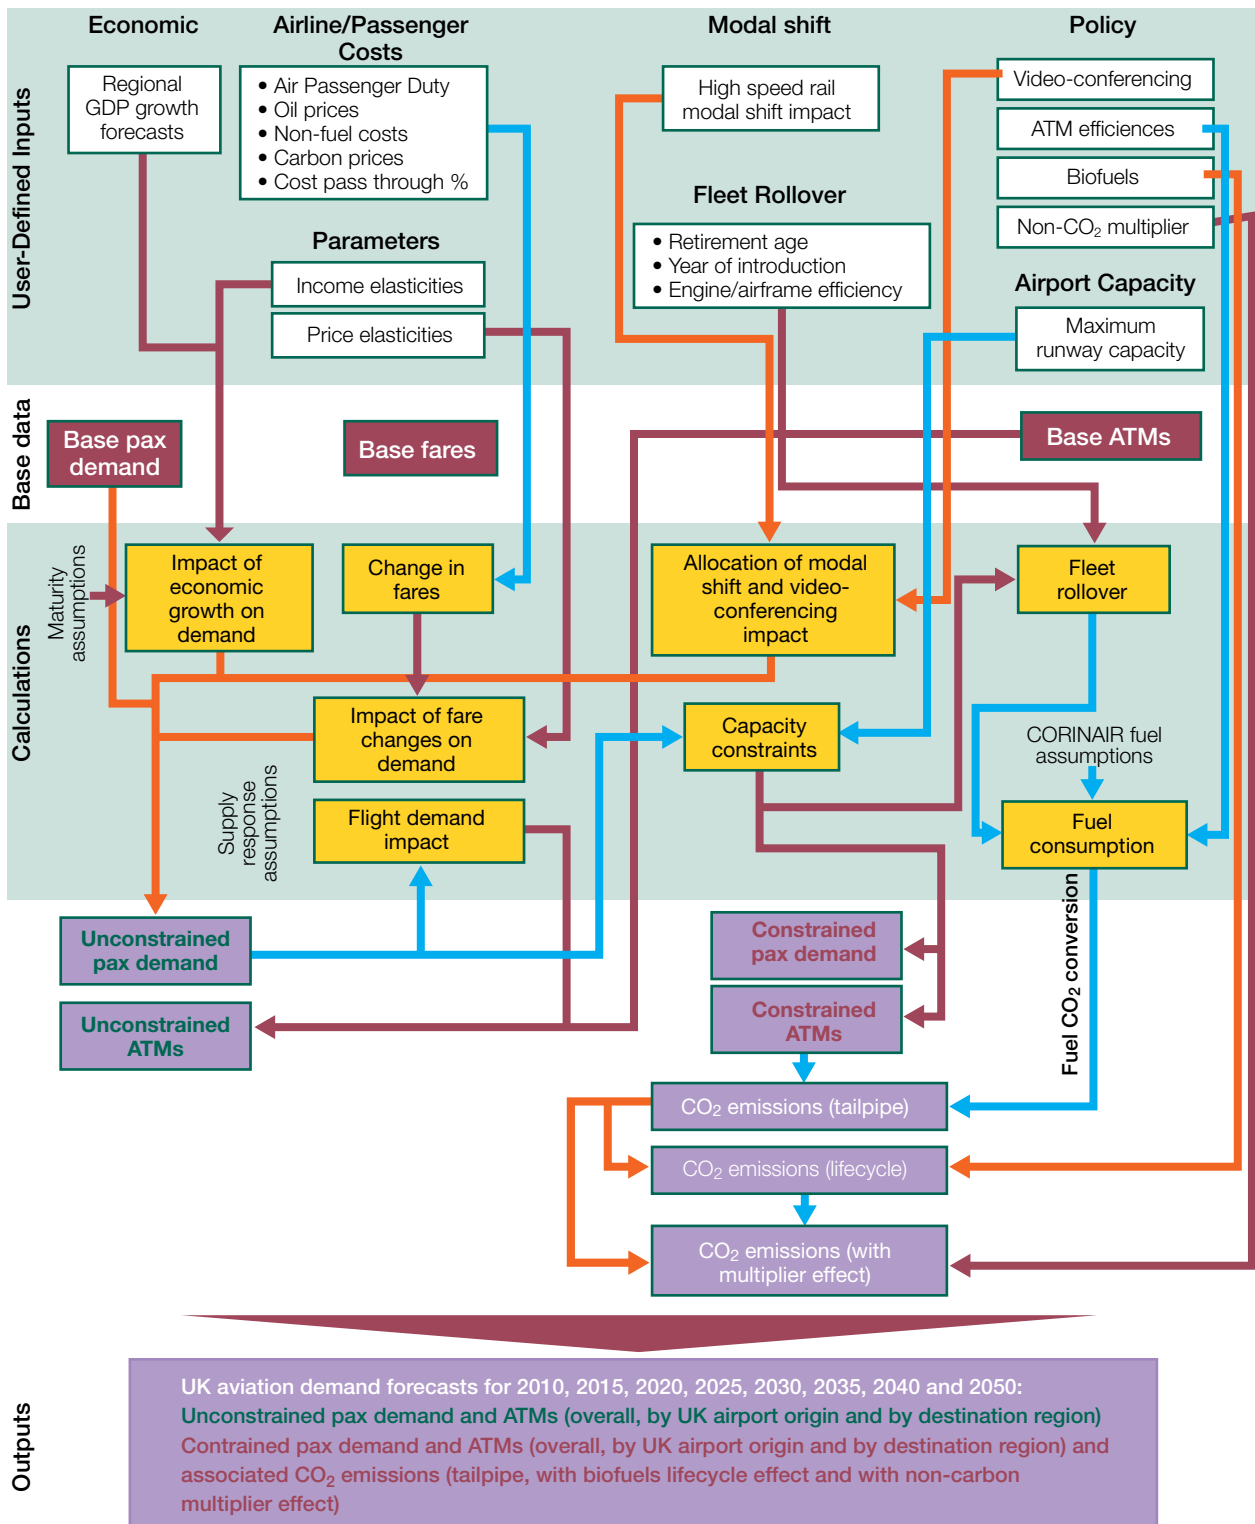 Economic
Airline/Passenger
Costs
Modal shift
Policy
User-Defined Inputs
Regional
GDP growth
forecasts
• Air Passenger Duty
• Oil prices
• Non-fuel costs
• Carbon prices
• Cost pass through %
High speed rail
modal shift impact
Video-conferencing
ATM efficiences
Biofuels
Non-CO₂ multiplier
Parameters
Income elasticities
Price elasticities
Fleet Rollover
• Retirement age
• Year of introduction
• Engine/airframe efficiency
Airport Capacity
Maximum
runway capacity
Base data
Base pax
demand
Base fares
Base ATMs
Calculations
Maturity
assumptions
Impact of
economic
growth on
demand
Change in
fares
Allocation of modal
shift and video-
conferencing
impact
Fleet
rollover
Impact of fare
changes on
demand
Capacity
constraints
CORINAIR fuel
assumptions
Supply
response
assumptions
Flight demand
impact
Fuel
consumption
Fuel CO₂ conversion
Unconstrained
pax demand
Constrained
pax demand
Unconstrained
ATMs
Constrained
ATMs
CO₂ emissions (tailpipe)
CO₂ emissions (lifecycle)
CO₂ emissions (with
multiplier effect)
Outputs
UK aviation demand forecasts for 2010, 2015, 2020, 2025, 2030, 2035, 2040 and 2050:
Unconstrained pax demand and ATMs (overall, by UK airport origin and by destination region)
Contrained pax demand and ATMs (overall, by UK airport origin and by destination region) and
associated CO₂ emissions (tailpipe, with biofuels lifecycle effect and with non-carbon
multiplier effect)